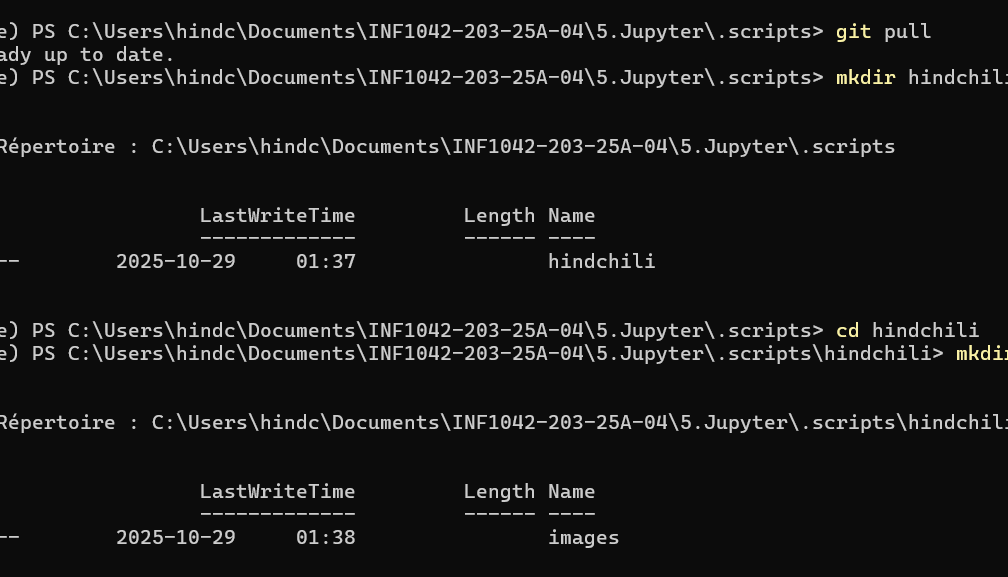 e) PS C:\Users\hindc\Documents\INF1042-203-25A-04\5.Jupyter\.scripts> git pull
ady up to date.
e) PS C:\Users\hindc\Documents\INF1042-203-25A-04\5.Jupyter\.scripts> mkdir hindchili
Répertoire : C:\Users\hindc\Documents\INF1042-203-25A-04\5.Jupyter\.scripts
LastWriteTime Length Name
------------- ------ ----
-- 2025-10-29 01:37 hindchili
e) PS C:\Users\hindc\Documents\INF1042-203-25A-04\5.Jupyter\.scripts> cd hindchili
e) PS C:\Users\hindc\Documents\INF1042-203-25A-04\5.Jupyter\.scripts\hindchili> mkdir
Répertoire : C:\Users\hindc\Documents\INF1042-203-25A-04\5.Jupyter\.scripts\hindchili
LastWriteTime Length Name
------------- ------ ----
-- 2025-10-29 01:38 images